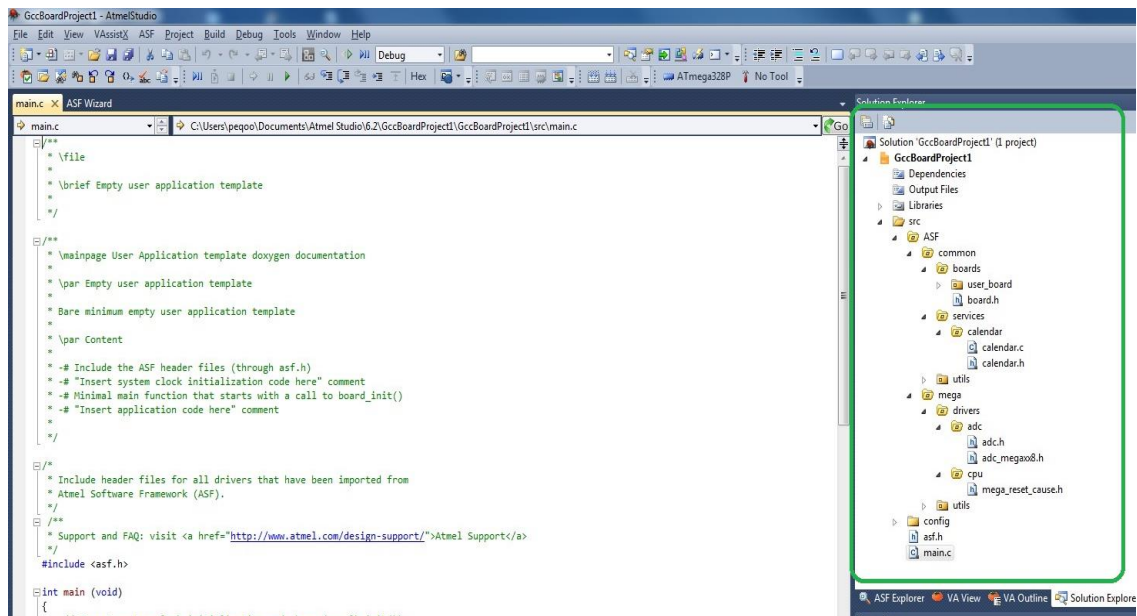 GccBoardProject1 - AtmelStudio
File Edit View VAssistX ASF Project Build Debug Tools Window Help
Debug
Hex
ATmega328P No Tool
main.c ASF Wizard
main.c C:\Users\peqoo\Documents\Atmel Studio\6.2\GccBoardProject1\GccBoardProject1\src\main.c Go
/**
* \file
*
* \brief Empty user application template
*
*/
/**
* \mainpage User Application template doxygen documentation
*
* \par Empty user application template
*
* Bare minimum empty user application template
*
* \par Content
*
* -# Include the ASF header files (through asf.h)
* -# "Insert system clock initialization code here" comment
* -# Minimal main function that starts with a call to board_init()
* -# "Insert application code here" comment
*
*/
/*
* Include header files for all drivers that have been imported from
* Atmel Software Framework (ASF).
*/
/**
* Support and FAQ: visit <a href="http://www.atmel.com/design-support/">Atmel Support</a>
*/
#include <asf.h>
int main (void)
{
Solution Explorer
Solution 'GccBoardProject1' (1 project)
GccBoardProject1
Dependencies
Output Files
Libraries
src
ASF
common
boards
user_board
board.h
services
calendar
calendar.c
calendar.h
utils
mega
drivers
adc
adc.h
adc_megaxx8.h
cpu
mega_reset_cause.h
utils
config
asf.h
main.c
ASF Explorer VA View VA Outline Solution Explore